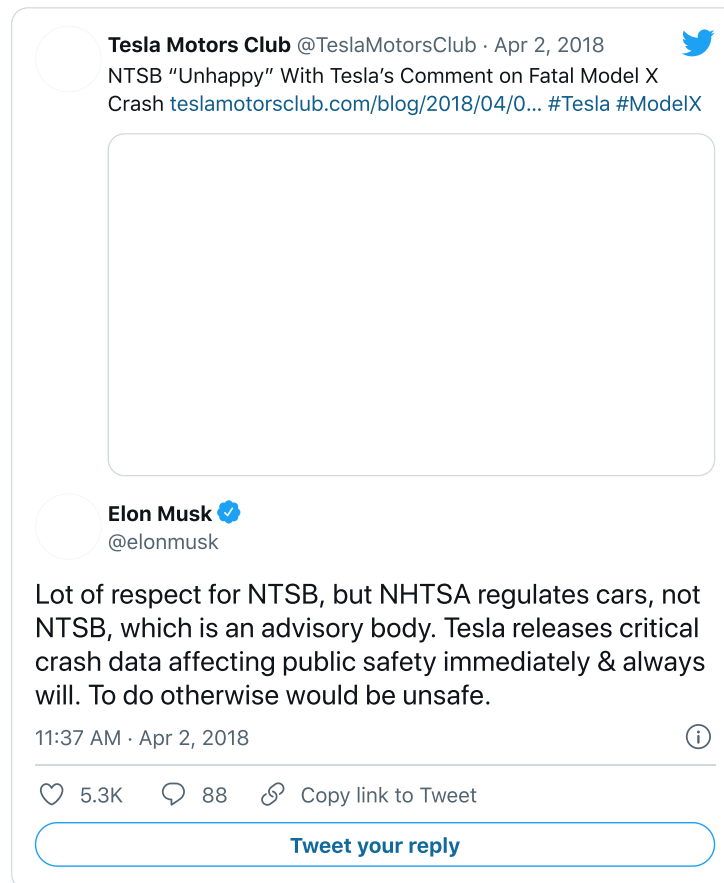 Tesla Motors Club @TeslaMotorsClub · Apr 2, 2018
NTSB “Unhappy” With Tesla’s Comment on Fatal Model X
Crash teslamotorsclub.com/blog/2018/04/0... #Tesla #ModelX
Elon Musk
@elonmusk
Lot of respect for NTSB, but NHTSA regulates cars, not
NTSB, which is an advisory body. Tesla releases critical
crash data affecting public safety immediately & always
will. To do otherwise would be unsafe.
11:37 AM · Apr 2, 2018
5.3K 88 Copy link to Tweet
Tweet your reply